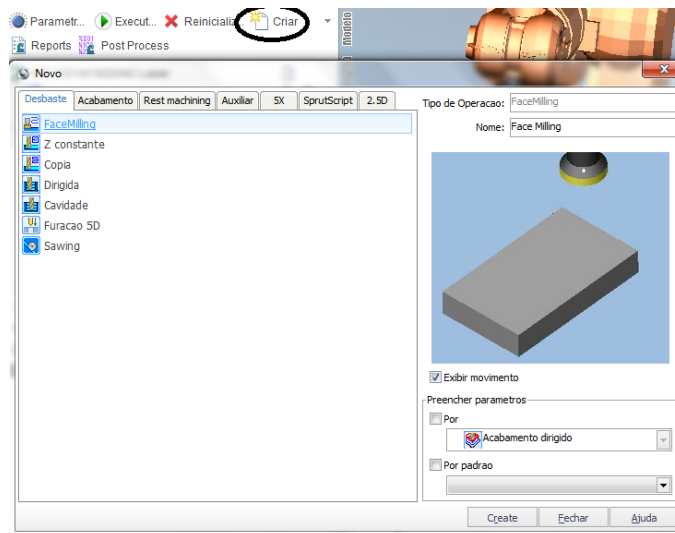 Parametr... Execut... Reinicializ... Criar
Reports Post Process
Modelo
Novo
Desbaste Acabamento Rest machining Auxiliar 5X SprutScript 2.5D
Tipo de Operacao: FaceMilling
Nome: Face Milling
FaceMilling
Z constante
Copia
Dirigida
Cavidade
Furacao 5D
Sawing
Exibir movimento
Preencher parametros
Por
Acabamento dirigido
Por padrao
Create Fechar Ajuda